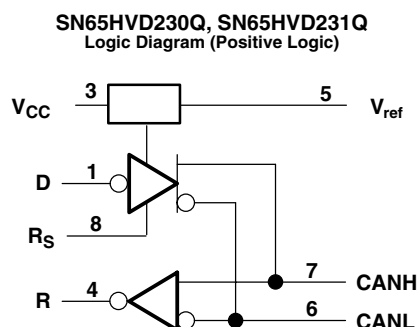 SN65HVD230Q, SN65HVD231Q
Logic Diagram (Positive Logic)
VCC 3 5 Vref
D 1
RS 8
7 CANH
R 4
6 CANL